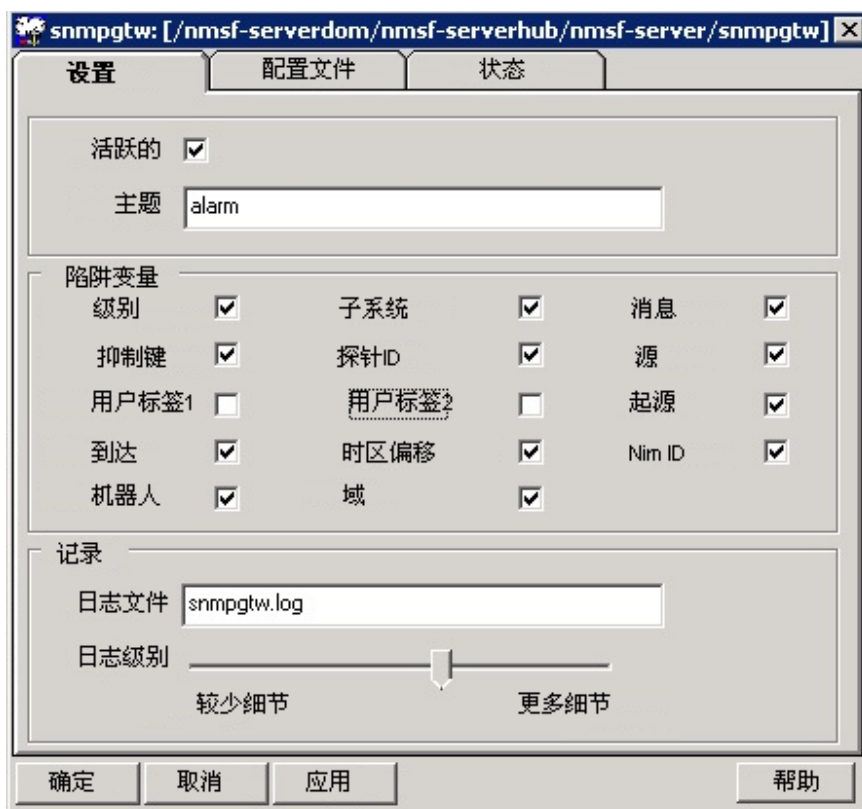 snmpgtw: [/nmsf-serverdom/nmsf-serverhub/nmsf-server/snmpgtw]
设置 配置文件 状态
活跃的
主题 alarm
陷阱变量
级别 子系统 消息
抑制键 探针ID 源
用户标签1 用户标签2 起源
到达 时区偏移 Nim ID
机器人 域
记录
日志文件 snmpgtw.log
日志级别
较少细节 更多细节
确定 取消 应用 帮助